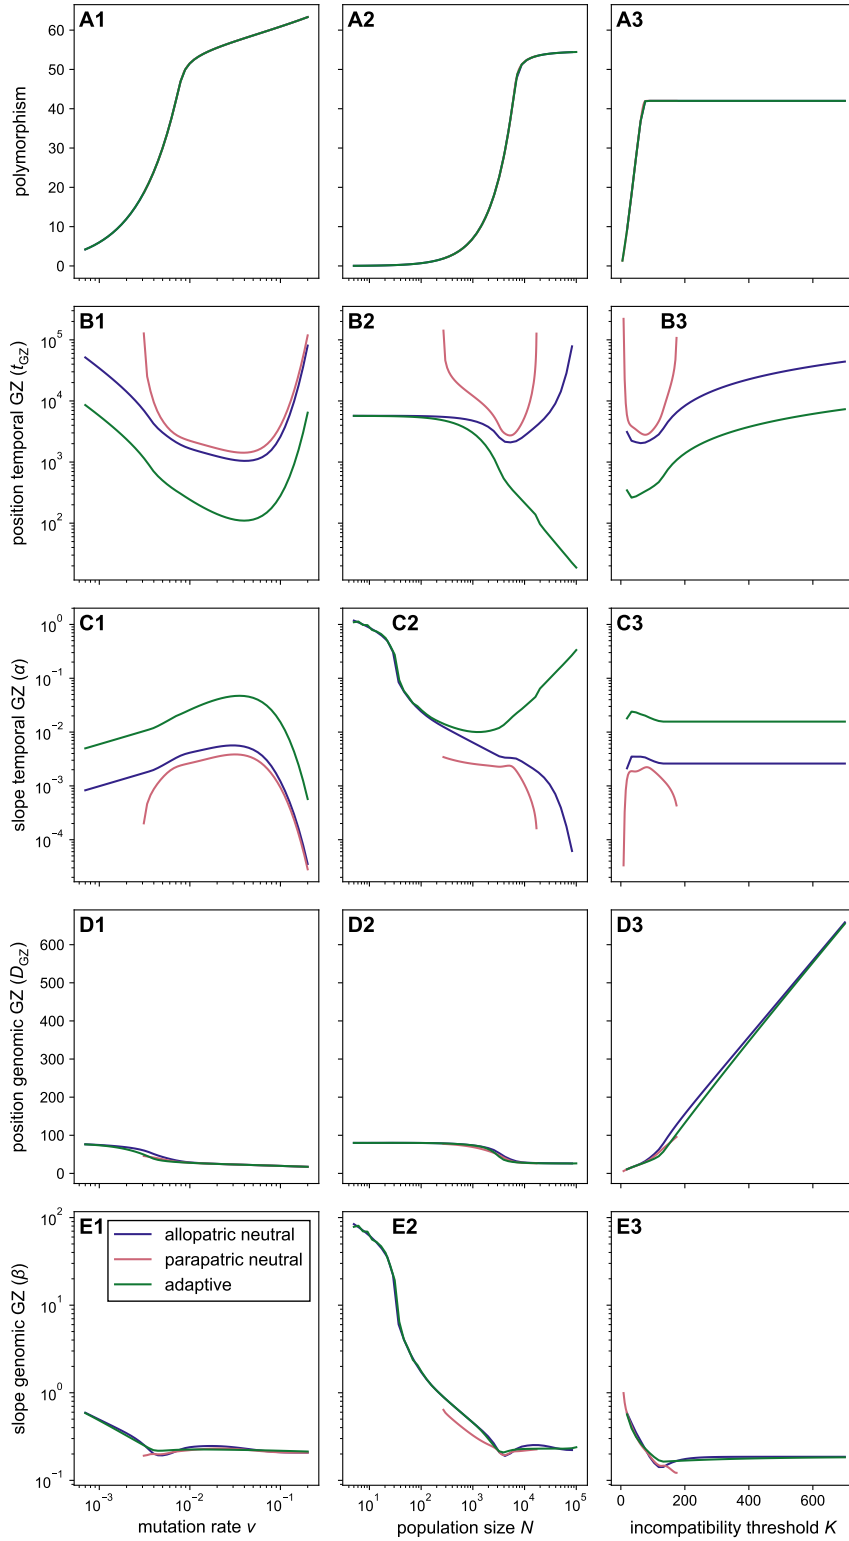 A1 A2 A3
polymorphism
60
50
40
30
20
10
0
B1 B2 B3
position temporal GZ (t_GZ)
10^5
10^4
10^3
10^2
C1 C2 C3
slope temporal GZ (α)
10^0
10^−1
10^−2
10^−3
10^−4
D1 D2 D3
position genomic GZ (D_GZ)
600
500
400
300
200
100
0
E1 E2 E3
allopatric neutral
parapatric neutral
adaptive
slope genomic GZ (β)
10^2
10^1
10^0
10^−1
10^−3 10^−2 10^−1 10^1 10^2 10^3 10^4 10^5 0 200 400 600
mutation rate v population size N incompatibility threshold K